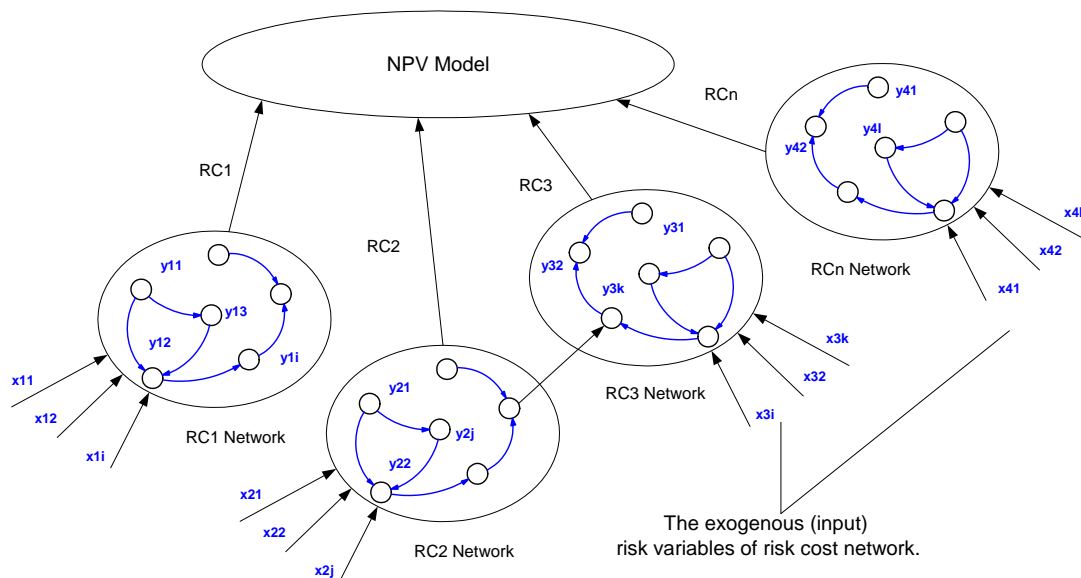 NPV Model
RC1
RC2
RC3
RCn
y11
y13
y12
y1i
x11
x12
x1i
RC1 Network
y21
y2j
y22
x21
x22
x2j
RC2 Network
y31
y32
y3k
x3k
x32
x3i
RC3 Network
y41
y4l
y42
x4l
x42
x41
RCn Network
The exogenous (input)
risk variables of risk cost network.